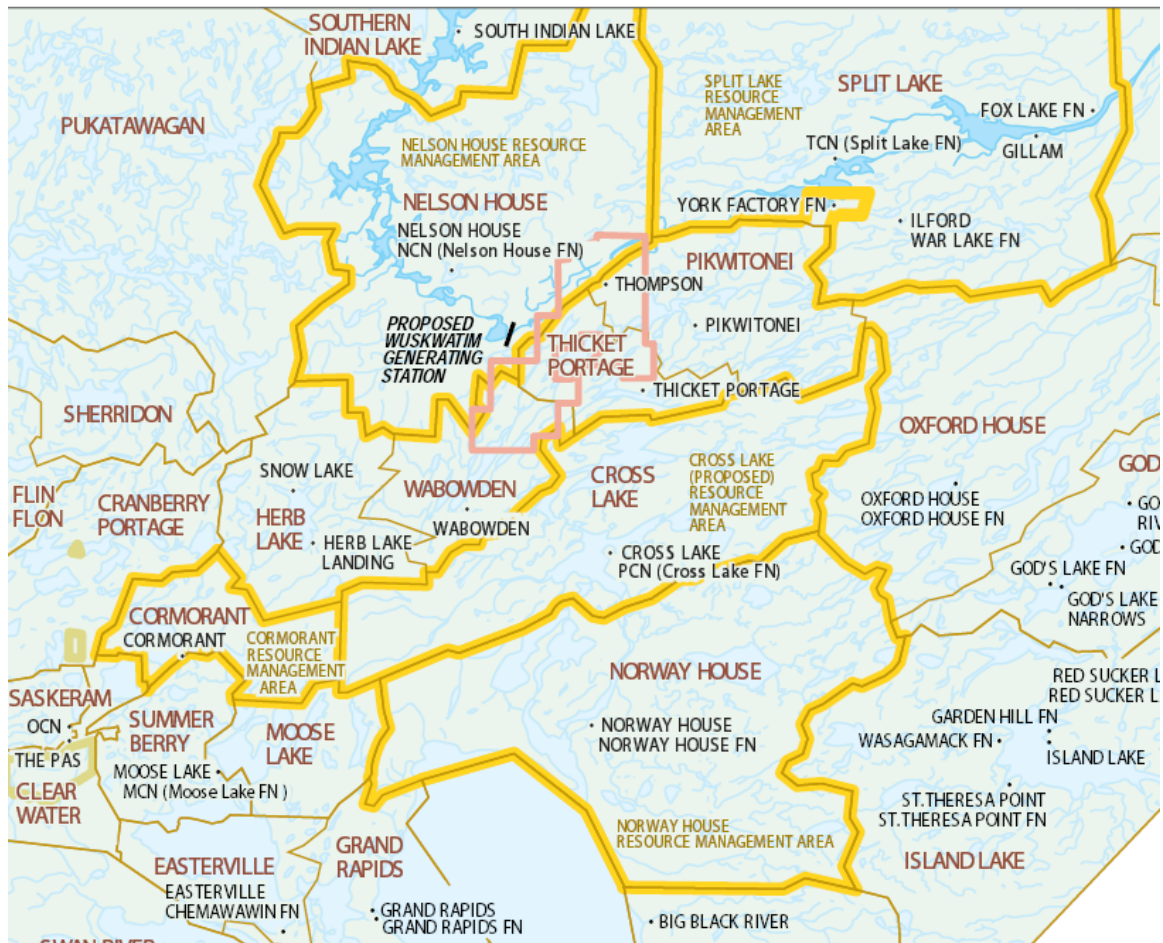 SOUTHERN
INDIAN LAKE
SOUTH INDIAN LAKE
SPLIT LAKE
RESOURCE
MANAGEMENT
AREA
SPLIT LAKE
FOX LAKE FN
GILLAM
PUKATAWAGAN
NELSON HOUSE RESOURCE
MANAGEMENT AREA
TCN (Split Lake FN)
NELSON HOUSE
YORK FACTORY FN
NELSON HOUSE
NCN (Nelson House FN)
ILFORD
WAR LAKE FN
PIKWITONEI
THOMPSON
PIKWITONEI
PROPOSED
WUSKWATIM
GENERATING
STATION
THICKET
PORTAGE
THICKET PORTAGE
SHERRIDON
OXFORD HOUSE
SNOW LAKE
WABOWDEN
CROSS
LAKE
CROSS LAKE
(PROPOSED)
RESOURCE
MANAGEMENT
AREA
FLIN
FLON
CRANBERRY
PORTAGE
HERB
LAKE
WABOWDEN
OXFORD HOUSE
OXFORD HOUSE FN
HERB LAKE
LANDING
CROSS LAKE
PCN (Cross Lake FN)
GOD'S LAKE FN
GOD'S LAKE
NARROWS
CORMORANT
CORMORANT
CORMORANT
RESOURCE
MANAGEMENT
AREA
NORWAY HOUSE
RED SUCKER L
RED SUCKER L
SASKERAM
OCN
SUMMER
BERRY
MOOSE
LAKE
NORWAY HOUSE
NORWAY HOUSE FN
GARDEN HILL FN
WASAGAMACK FN
ISLAND LAKE
THE PAS
MOOSE LAKE
MCN (Moose Lake FN )
CLEAR
WATER
ST.THERESA POINT
ST.THERESA POINT FN
NORWAY HOUSE
RESOURCE MANAGEMENT AREA
ISLAND LAKE
GRAND
RAPIDS
EASTERVILLE
EASTERVILLE
CHEMAWAWIN FN
GRAND RAPIDS
GRAND RAPIDS FN
BIG BLACK RIVER